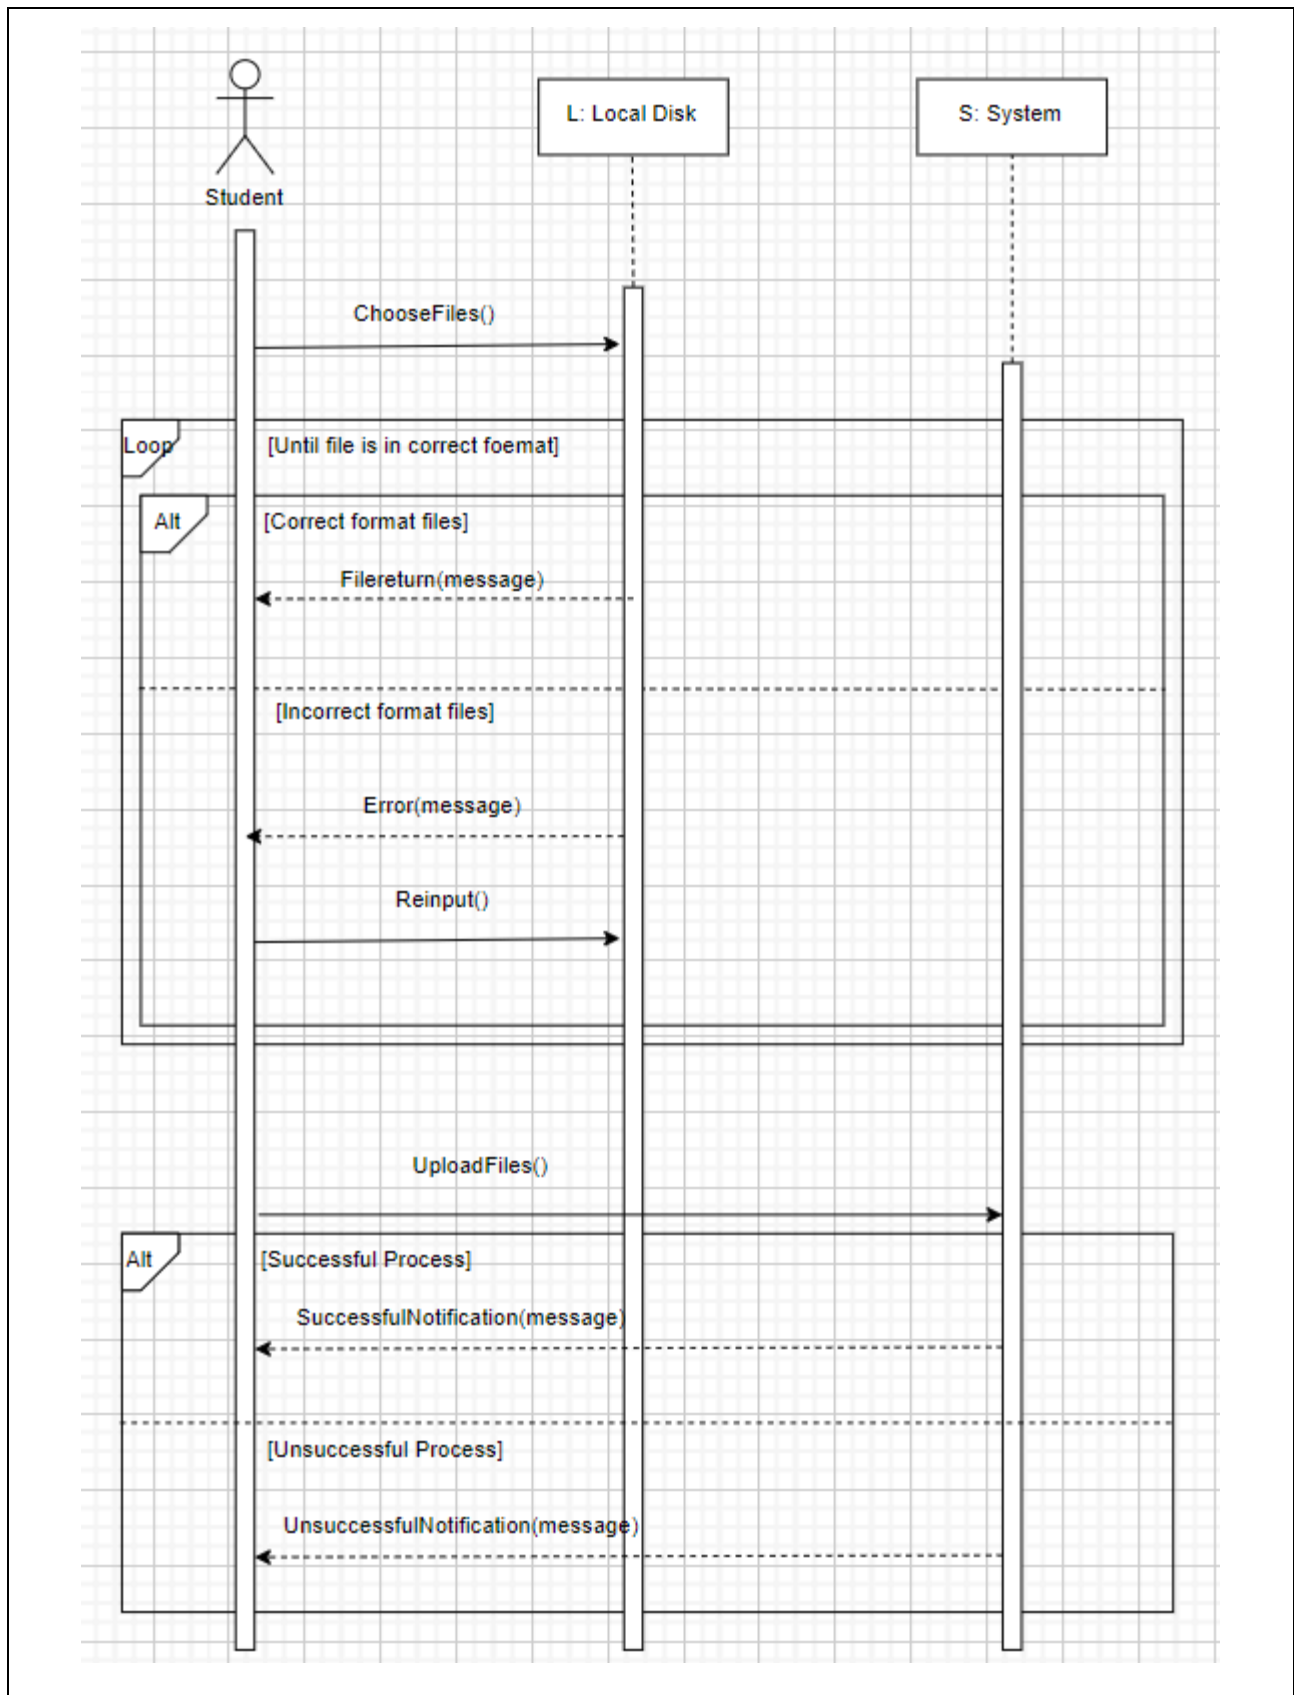 L: Local Disk
S: System
Student
ChooseFiles()
Loop
[Until file is in correct foemat]
Alt
[Correct format files]
Filereturn(message)
[Incorrect format files]
Error(message)
Reinput()
UploadFiles()
Alt
[Successful Process]
SuccessfulNotification(message)
[Unsuccessful Process]
UnsuccessfulNotification(message)